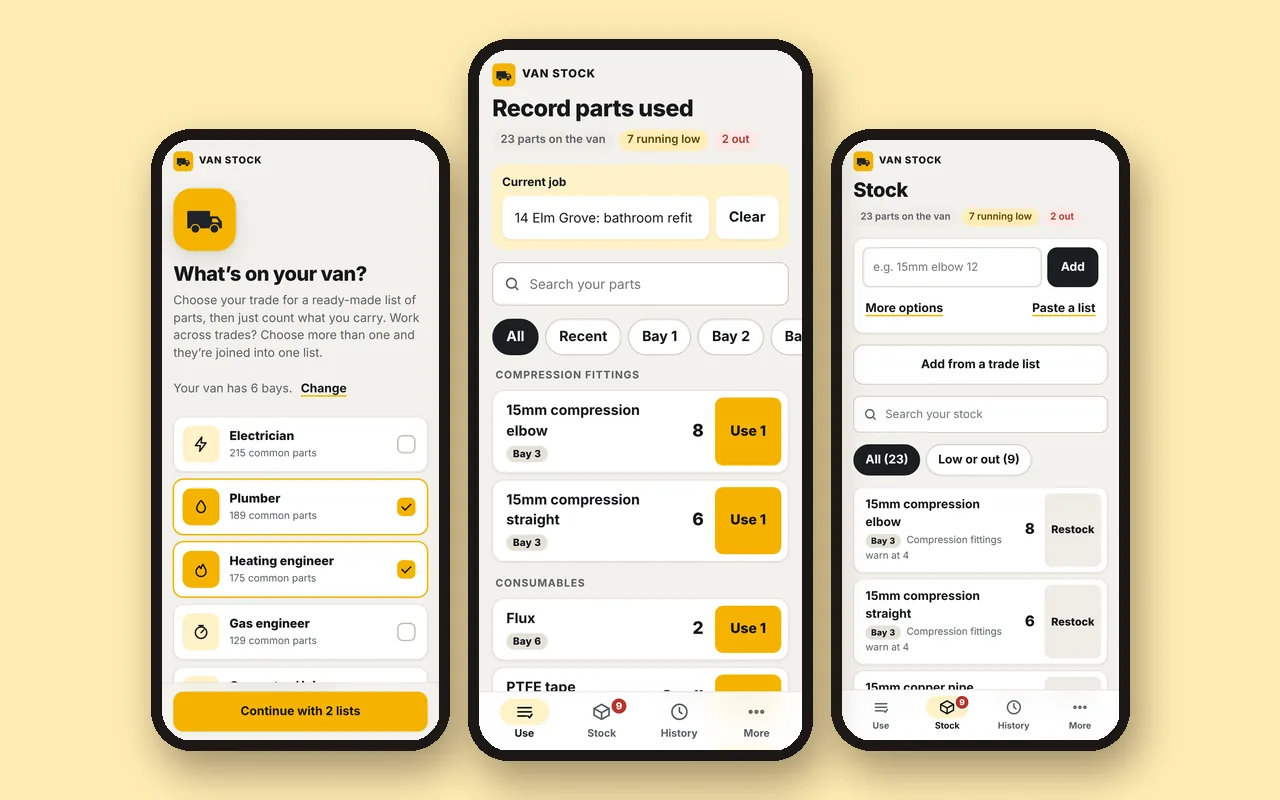 VAN STOCK
What's on your van?
Choose your trade for a ready-made list of
parts, then just count what you carry. Work
across trades? Choose more than one and
they're joined into one list.
Your van has 6 bays. Change
Electrician
215 common parts
Plumber
189 common parts
Heating engineer
175 common parts
Gas engineer
129 common parts
Continue with 2 lists
VAN STOCK
Record parts used
23 parts on the van
7 running low
2 out
Current job
14 Elm Grove: bathroom refit
Clear
Search your parts
All
Recent
Bay 1
Bay 2
Ba
COMPRESSION FITTINGS
15mm compression
elbow
Bay 3
8
Use 1
15mm compression
straight
Bay 3
6
Use 1
CONSUMABLES
Flux
Bay 6
2
Use 1
PTFE tape
Use
Stock
9
History
More
VAN STOCK
Stock
23 parts on the van
7 running low
2 out
e.g. 15mm elbow 12
Add
More options
Paste a list
Add from a trade list
Search your stock
All (23)
Low or out (9)
15mm compression
elbow
Bay 3 Compression fittings
warn at 4
8
Restock
15mm compression
straight
Bay 3 Compression fittings
warn at 4
6
Restock
15mm copper pipe
Use
Stock
9
History
More